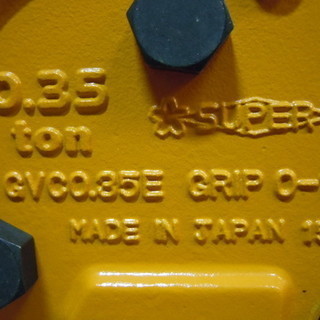 0.35
ton
SUPER
GVC0.35E GRIP 0-
MADE IN JAPAN